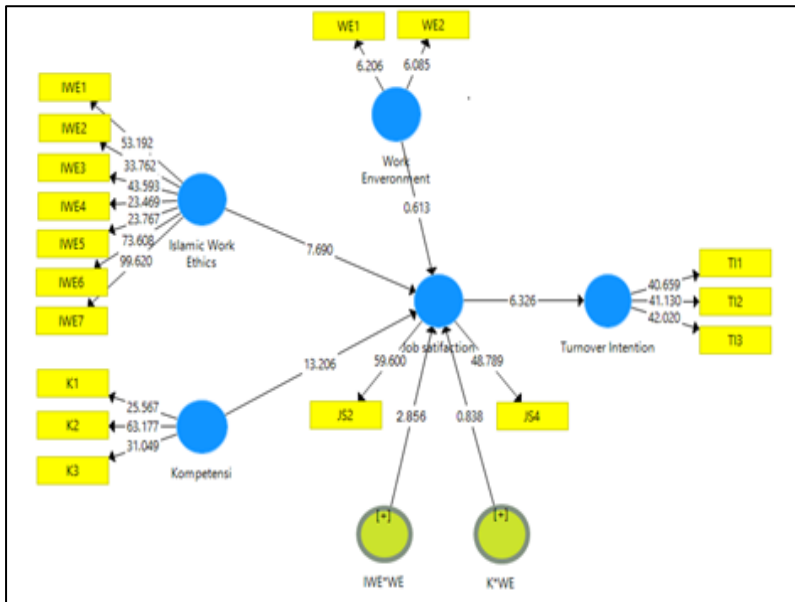 WE1
WE2
6.206
6.085
Work
Enveronment
0.613
IWE1
IWE2
IWE3
IWE4
IWE5
IWE6
IWE7
53.192
33.762
43.593
23.469
23.767
73.608
99.620
Islamic Work
Ethics
7.690
K1
K2
K3
25.567
63.177
31.049
Kompetensi
13.206
Job satifaction
6.326
Turnover Intention
40.659
41.130
42.020
TI1
TI2
TI3
59.600
48.789
JS2
JS4
2.856
0.838
[+]
[+]
IWE*WE
K*WE